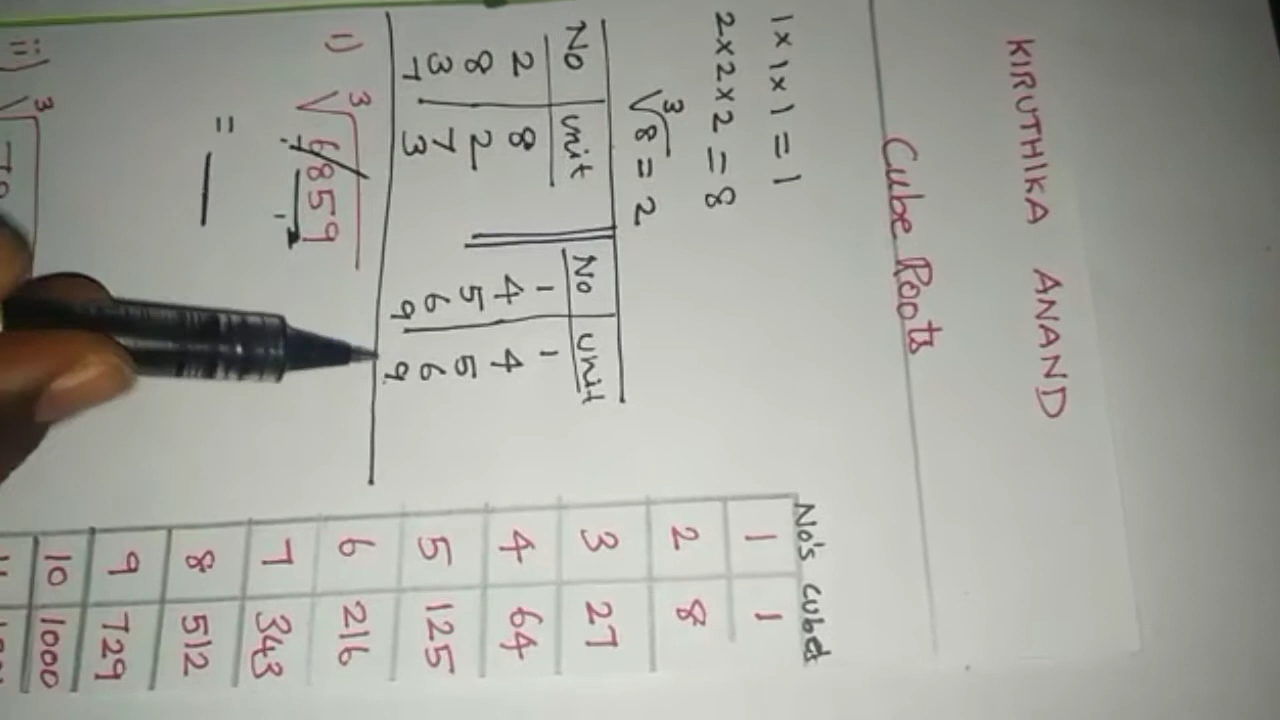 KIRUTHIKA ANAND
Cube Roots
1 x 1 x 1 = 1
2 x 2 x 2 = 8
∛8 = 2
No unit
2 8
8 2
3 7
7 3
No unit
1 1
4 4
5 5
6 6
9 9
i) ∛6859
= __
ii) ∛
No's cubed
1 1
2 8
3 27
4 64
5 125
6 216
7 343
8 512
9 729
10 1000